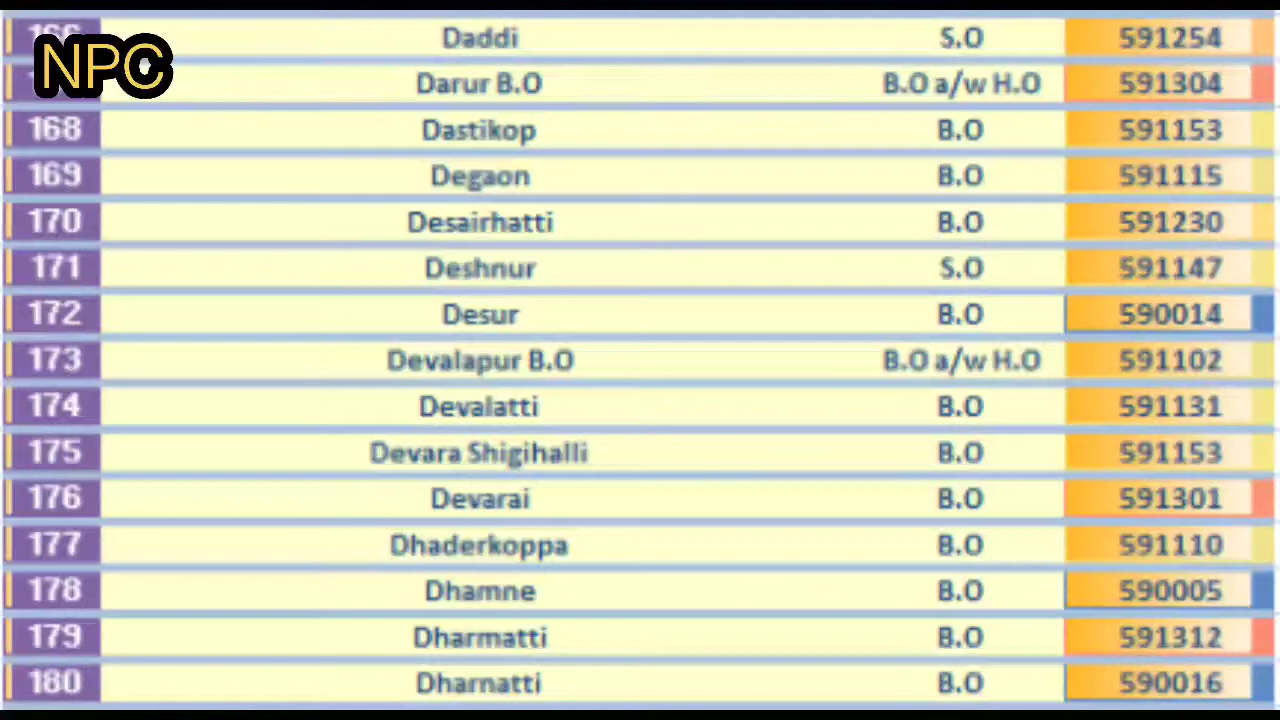 166 Daddi S.O 591254
NPC
Darur B.O B.O a/w H.O 591304
168 Dastikop B.O 591153
169 Degaon B.O 591115
170 Desairhatti B.O 591230
171 Deshnur S.O 591147
172 Desur B.O 590014
173 Devalapur B.O B.O a/w H.O 591102
174 Devalatti B.O 591131
175 Devara Shigihalli B.O 591153
176 Devarai B.O 591301
177 Dhaderkoppa B.O 591110
178 Dhamne B.O 590005
179 Dharmatti B.O 591312
180 Dharnatti B.O 590016